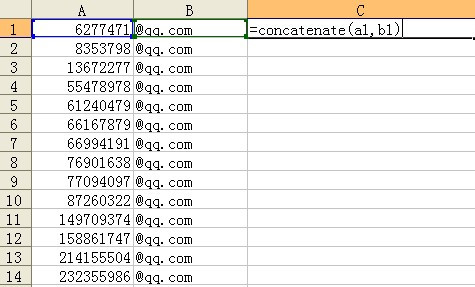 A B C
1 6277471 @qq.com =concatenate(a1,b1)
2 8353798 @qq.com
3 13672277 @qq.com
4 55478978 @qq.com
5 61240479 @qq.com
6 66167879 @qq.com
7 66994191 @qq.com
8 76901638 @qq.com
9 77094097 @qq.com
10 87260322 @qq.com
11 149709374 @qq.com
12 158861747 @qq.com
13 214155504 @qq.com
14 232355986 @qq.com